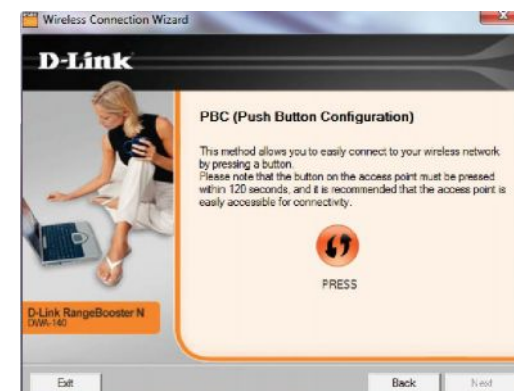 Wireless Connection Wizard
D-Link
PBC (Push Button Configuration)
This method allows you to easily connect to your wireless network
by pressing a button.
Please note that the button on the access point must be pressed
within 120 seconds, and it is recommended that the access point is
easily accessible for connectivity.
PRESS
D-Link RangeBooster N
DWA-140
Exit
Back
Next